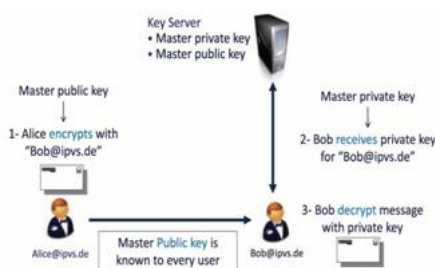 Key Server
• Master private key
• Master public key
Master public key
1- Alice encrypts with
"Bob@ipvs.de"
Master private key
2- Bob receives private key
for "Bob@ipvs.de"
3- Bob decrypt message
with private key
Alice@ipvs.de
Master Public key is
known to every user
Bob@ipvs.de